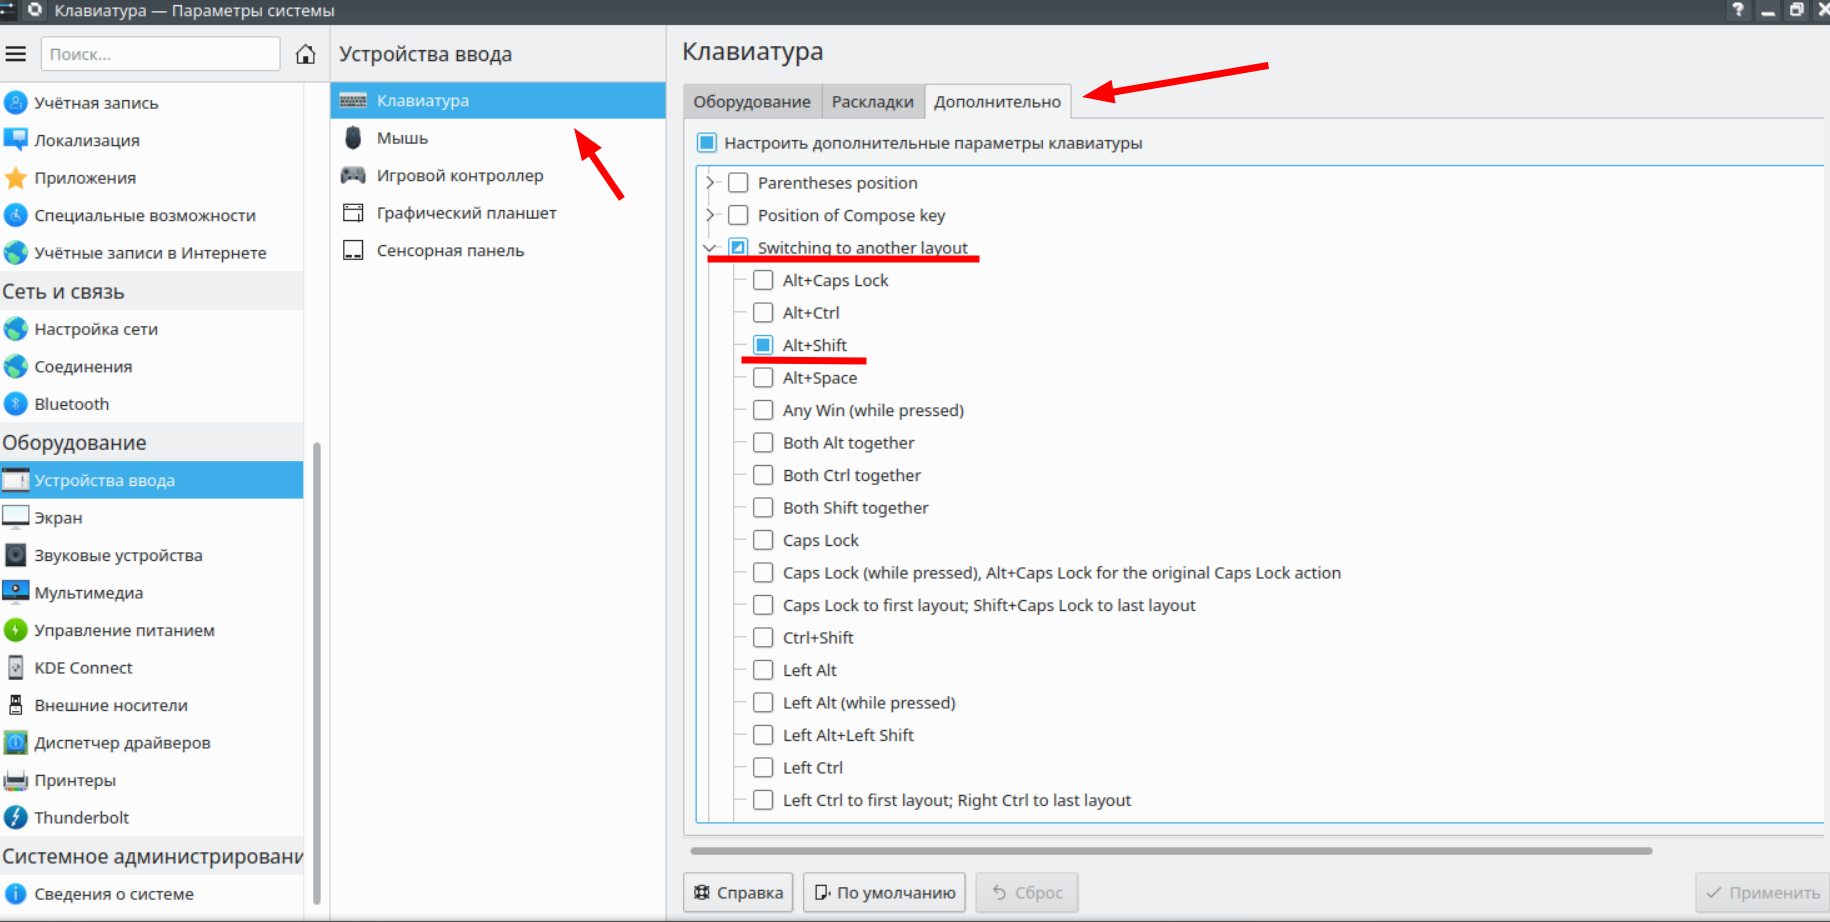 Клавиатура — Параметры системы
Поиск...
Учётная запись
Локализация
Приложения
Специальные возможности
Учётные записи в Интернете
Сеть и связь
Настройка сети
Соединения
Bluetooth
Оборудование
Устройства ввода
Экран
Звуковые устройства
Мультимедиа
Управление питанием
KDE Connect
Внешние носители
Диспетчер драйверов
Принтеры
Thunderbolt
Системное администрировани
Сведения о системе
Устройства ввода
Клавиатура
Мышь
Игровой контроллер
Графический планшет
Сенсорная панель
Клавиатура
Оборудование Раскладки Дополнительно
Настроить дополнительные параметры клавиатуры
Parentheses position
Position of Compose key
Switching to another layout
Alt+Caps Lock
Alt+Ctrl
Alt+Shift
Alt+Space
Any Win (while pressed)
Both Alt together
Both Ctrl together
Both Shift together
Caps Lock
Caps Lock (while pressed), Alt+Caps Lock for the original Caps Lock action
Caps Lock to first layout; Shift+Caps Lock to last layout
Ctrl+Shift
Left Alt
Left Alt (while pressed)
Left Alt+Left Shift
Left Ctrl
Left Ctrl to first layout; Right Ctrl to last layout
Справка По умолчанию Сброс Применить